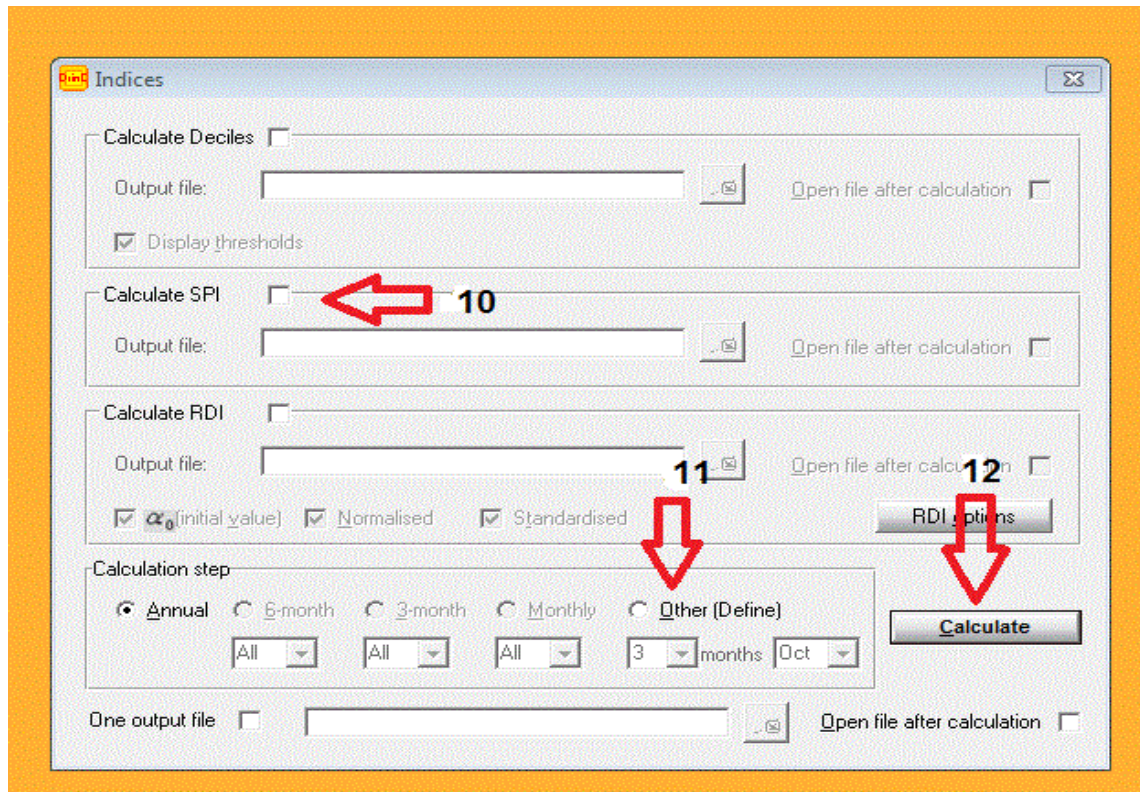 DrinC Indices
Calculate Deciles
Output file:
Open file after calculation
Display thresholds
Calculate SPI
10
Output file:
Open file after calculation
Calculate RDI
Output file:
11
Open file after calculation
12
α0 (initial value) Normalised Standardised
RDI options
Calculation step
Annual 6-month 3-month Monthly Other (Define)
Calculate
All All All 3 months Oct
One output file
Open file after calculation